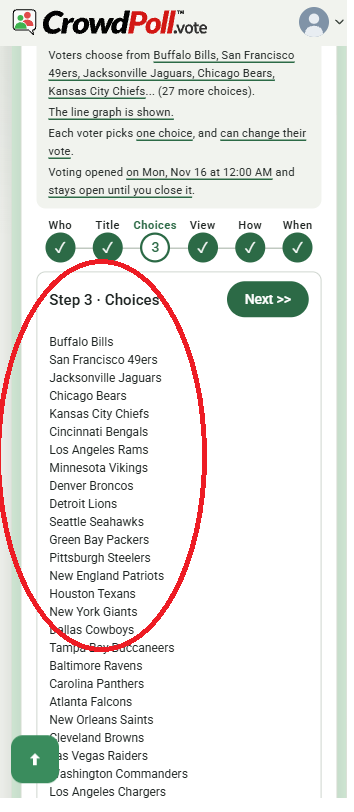 CrowdPoll.vote™
Voters choose from Buffalo Bills, San Francisco
49ers, Jacksonville Jaguars, Chicago Bears,
Kansas City Chiefs... (27 more choices).
The line graph is shown.
Each voter picks one choice, and can change their
vote.
Voting opened on Mon, Nov 16 at 12:00 AM and
stays open until you close it.
Who Title Choices View How When
3
Step 3 · Choices
Next >>
Buffalo Bills
San Francisco 49ers
Jacksonville Jaguars
Chicago Bears
Kansas City Chiefs
Cincinnati Bengals
Los Angeles Rams
Minnesota Vikings
Denver Broncos
Detroit Lions
Seattle Seahawks
Green Bay Packers
Pittsburgh Steelers
New England Patriots
Houston Texans
New York Giants
Dallas Cowboys
Tampa Bay Buccaneers
Baltimore Ravens
Carolina Panthers
Atlanta Falcons
New Orleans Saints
Cleveland Browns
Las Vegas Raiders
Washington Commanders
Los Angeles Chargers